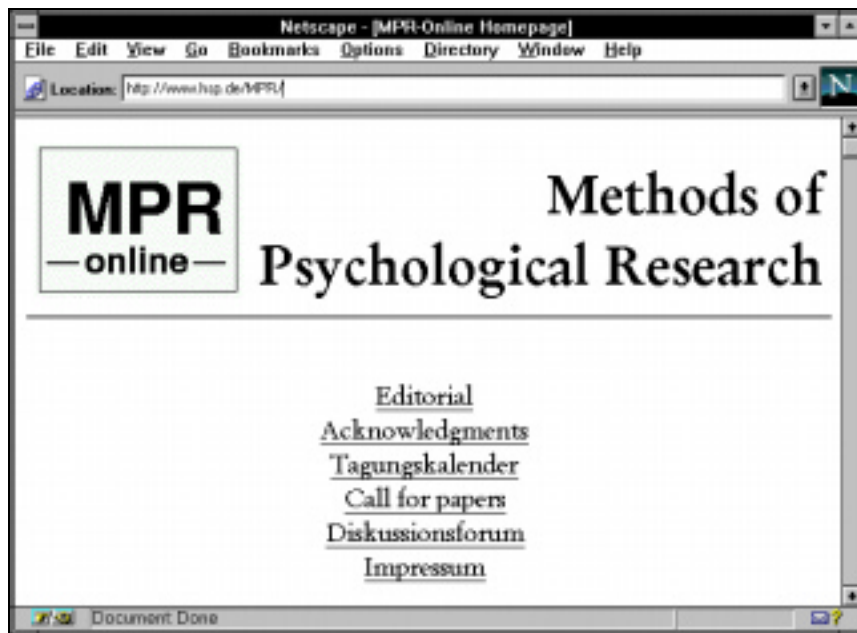 Netscape - [MPR-Online Homepage]
File Edit View Go Bookmarks Options Directory Window Help
Location: http://www.hsp.de/MPR/
N
MPR
online
Methods of
Psychological Research
Editorial
Acknowledgments
Tagungskalender
Call for papers
Diskussionsforum
Impressum
Document Done